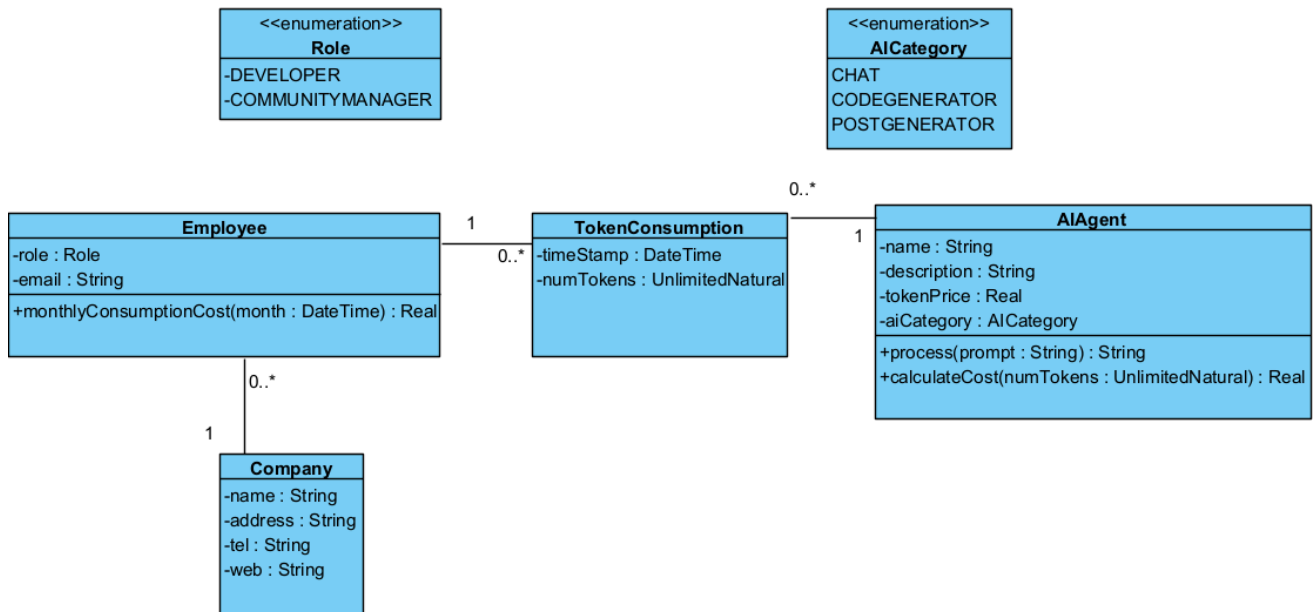 <<enumeration>>
Role
-DEVELOPER
-COMMUNITYMANAGER
<<enumeration>>
AICategory
CHAT
CODEGENERATOR
POSTGENERATOR
Employee
-role : Role
-email : String
+monthlyConsumptionCost(month : DateTime) : Real
1
0..*
TokenConsumption
-timeStamp : DateTime
-numTokens : UnlimitedNatural
0..*
1
AIAgent
-name : String
-description : String
-tokenPrice : Real
-aiCategory : AICategory
+process(prompt : String) : String
+calculateCost(numTokens : UnlimitedNatural) : Real
0..*
1
Company
-name : String
-address : String
-tel : String
-web : String